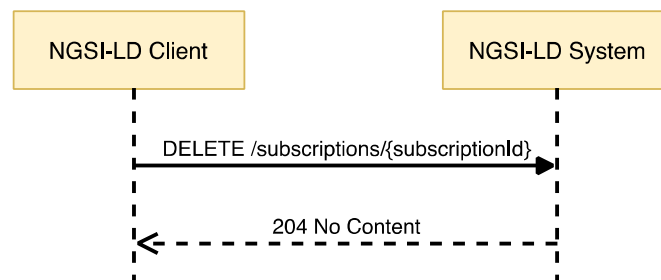 NGSI-LD Client
NGSI-LD System
DELETE /subscriptions/{subscriptionId}
204 No Content